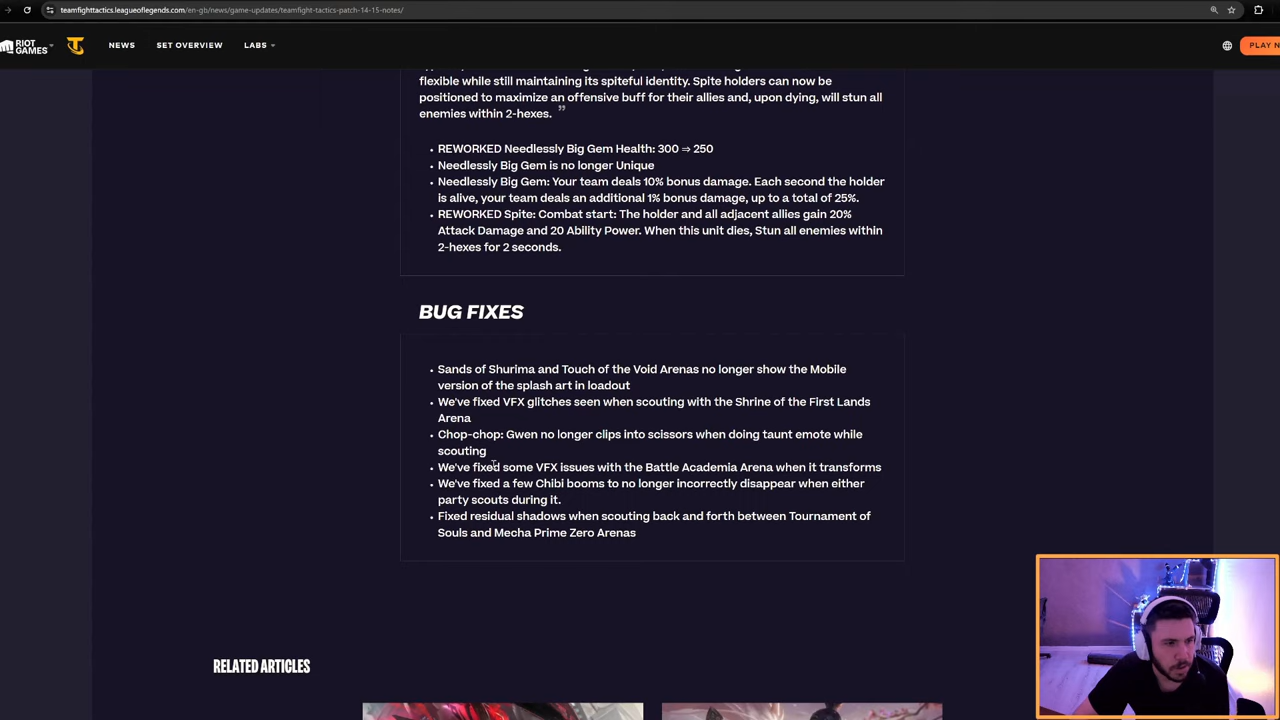 teamfighttactics.leagueoflegends.com/en-gb/news/game-updates/teamfight-tactics-patch-14-15-notes/
RIOT GAMES
NEWS
SET OVERVIEW
LABS
PLAY N
flexible while still maintaining its spiteful identity. Spite holders can now be
positioned to maximize an offensive buff for their allies and, upon dying, will stun all
enemies within 2-hexes. ”
• REWORKED Needlessly Big Gem Health: 300 ⇒ 250
• Needlessly Big Gem is no longer Unique
• Needlessly Big Gem: Your team deals 10% bonus damage. Each second the holder
is alive, your team deals an additional 1% bonus damage, up to a total of 25%.
• REWORKED Spite: Combat start: The holder and all adjacent allies gain 20%
Attack Damage and 20 Ability Power. When this unit dies, Stun all enemies within
2-hexes for 2 seconds.
BUG FIXES
• Sands of Shurima and Touch of the Void Arenas no longer show the Mobile
version of the splash art in loadout
• We've fixed VFX glitches seen when scouting with the Shrine of the First Lands
Arena
• Chop-chop: Gwen no longer clips into scissors when doing taunt emote while
scouting
• We've fixed some VFX issues with the Battle Academia Arena when it transforms
• We've fixed a few Chibi booms to no longer incorrectly disappear when either
party scouts during it.
• Fixed residual shadows when scouting back and forth between Tournament of
Souls and Mecha Prime Zero Arenas
RELATED ARTICLES